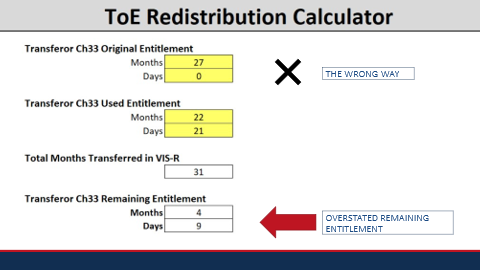 ToE Redistribution Calculator
Transferor Ch33 Original Entitlement
Months 27
Days 0
THE WRONG WAY
Transferor Ch33 Used Entitlement
Months 22
Days 21
Total Months Transferred in VIS-R
31
Transferor Ch33 Remaining Entitlement
Months 4
Days 9
OVERSTATED REMAINING
ENTITLEMENT